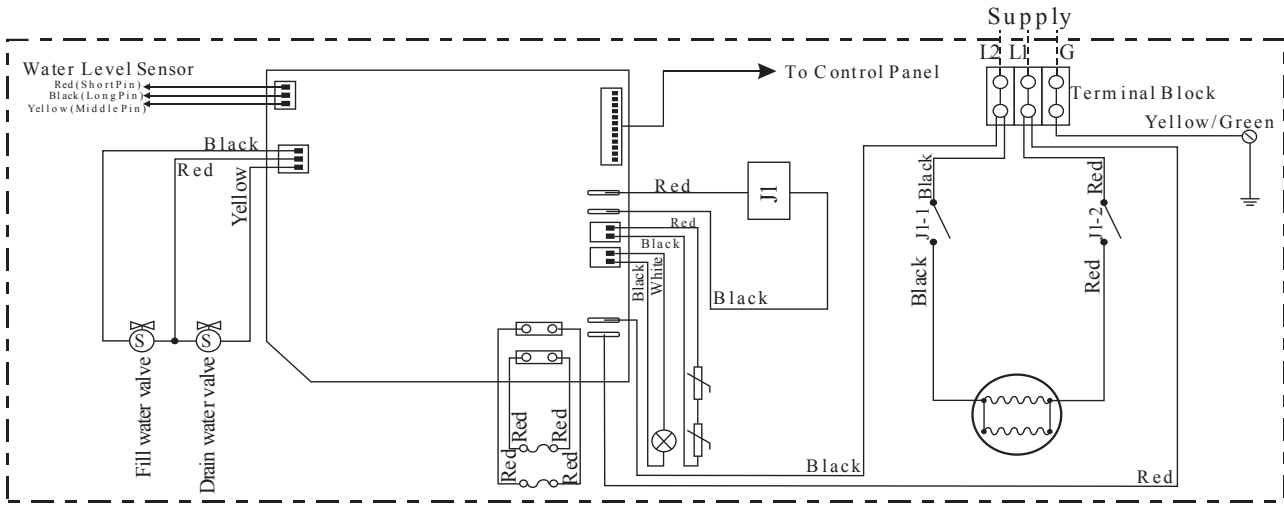 Supply
L2 L1 G
Water Level Sensor
Red(ShortPin)
Black(LongPin)
Yellow(MiddlePin)
To Control Panel
Terminal Block
Yellow/Green
Black
Red
Yellow
Red
J1
Red
Black
Black
White
Black
Black
J1-1
Black
Red
J1-2
Red
S
S
Fill water valve
Drain water valve
Red
Red
Red
Red
Black
Red